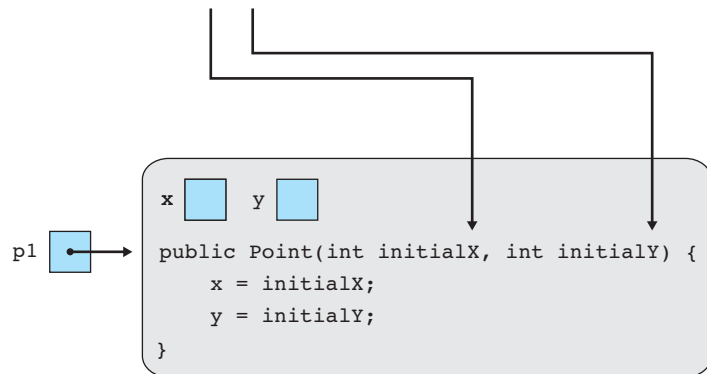 x y
p1
public Point(int initialX, int initialY) {
    x = initialX;
    y = initialY;
}